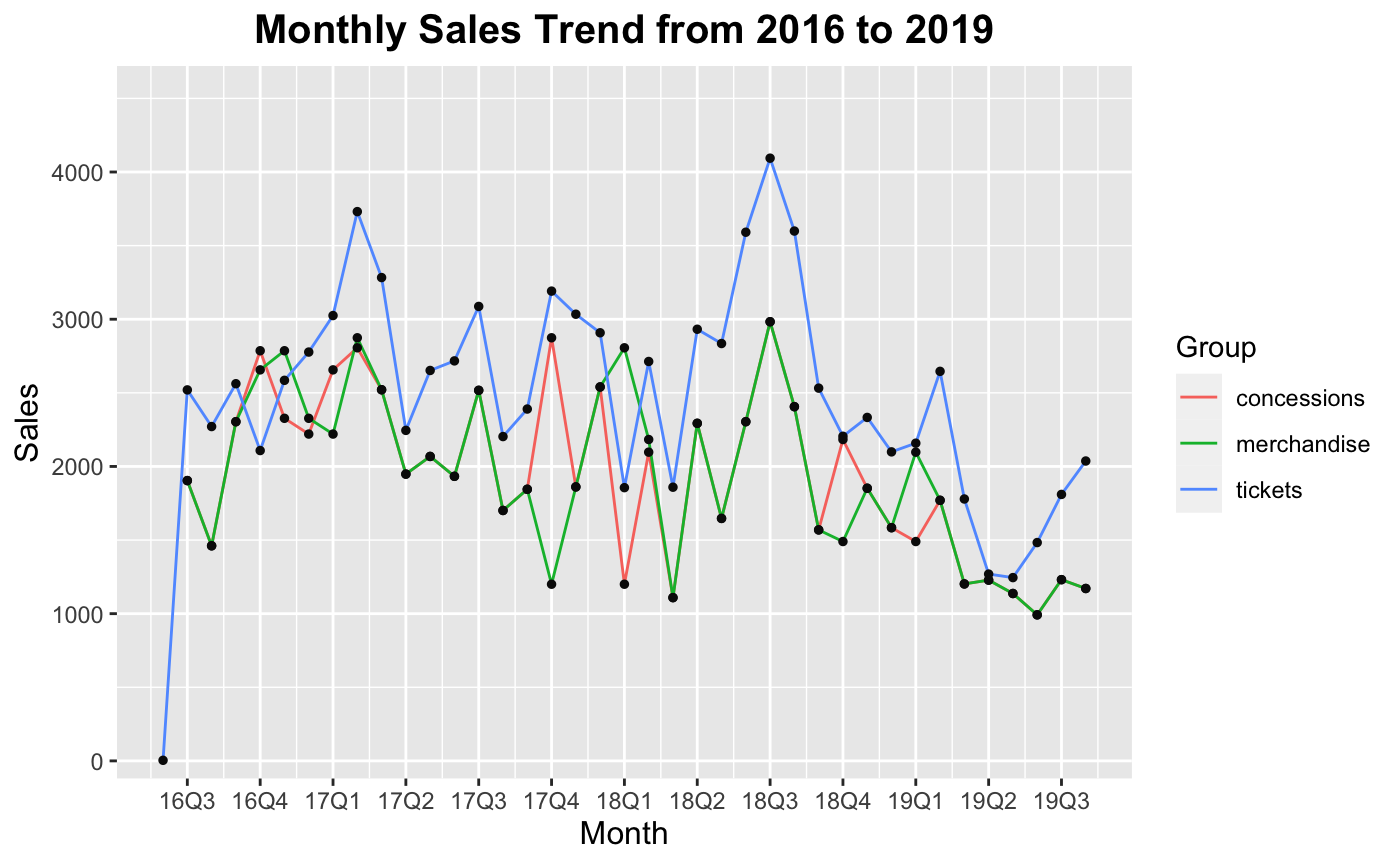 Monthly Sales Trend from 2016 to 2019
4000
3000
2000
1000
0
Sales
16Q3 16Q4 17Q1 17Q2 17Q3 17Q4 18Q1 18Q2 18Q3 18Q4 19Q1 19Q2 19Q3
Month
Group
concessions
merchandise
tickets